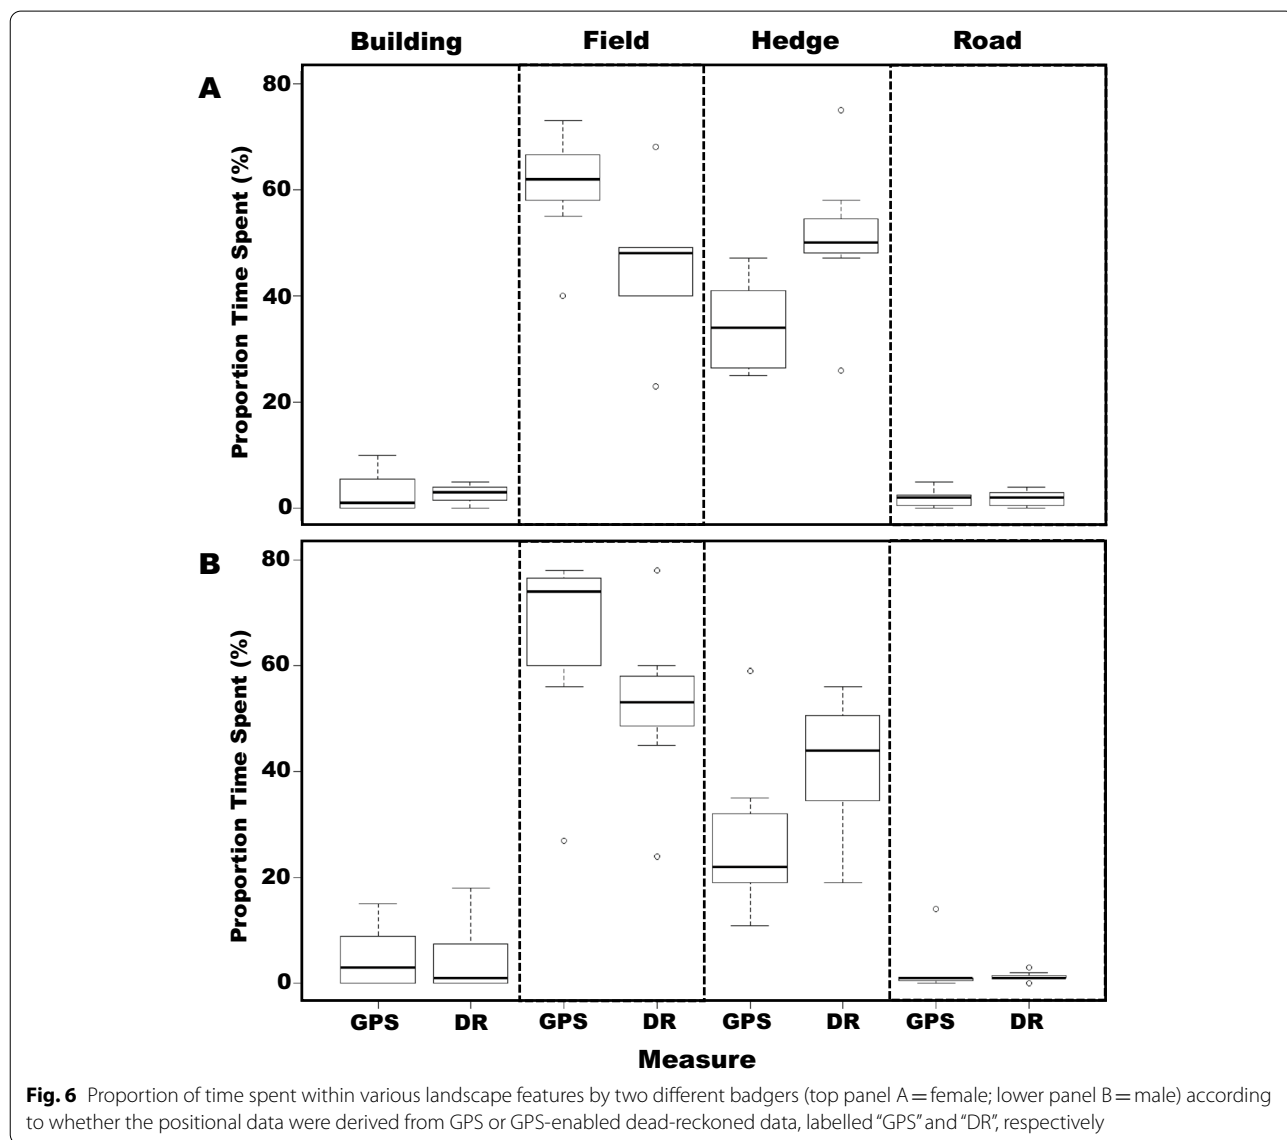 Building Field Hedge Road
A
Proportion Time Spent (%)
80
60
40
20
0
B
Proportion Time Spent (%)
80
60
40
20
0
GPS DR GPS DR GPS DR GPS DR
Measure
Fig. 6 Proportion of time spent within various landscape features by two different badgers (top panel A = female; lower panel B = male) according
to whether the positional data were derived from GPS or GPS-enabled dead-reckoned data, labelled “GPS” and “DR”, respectively